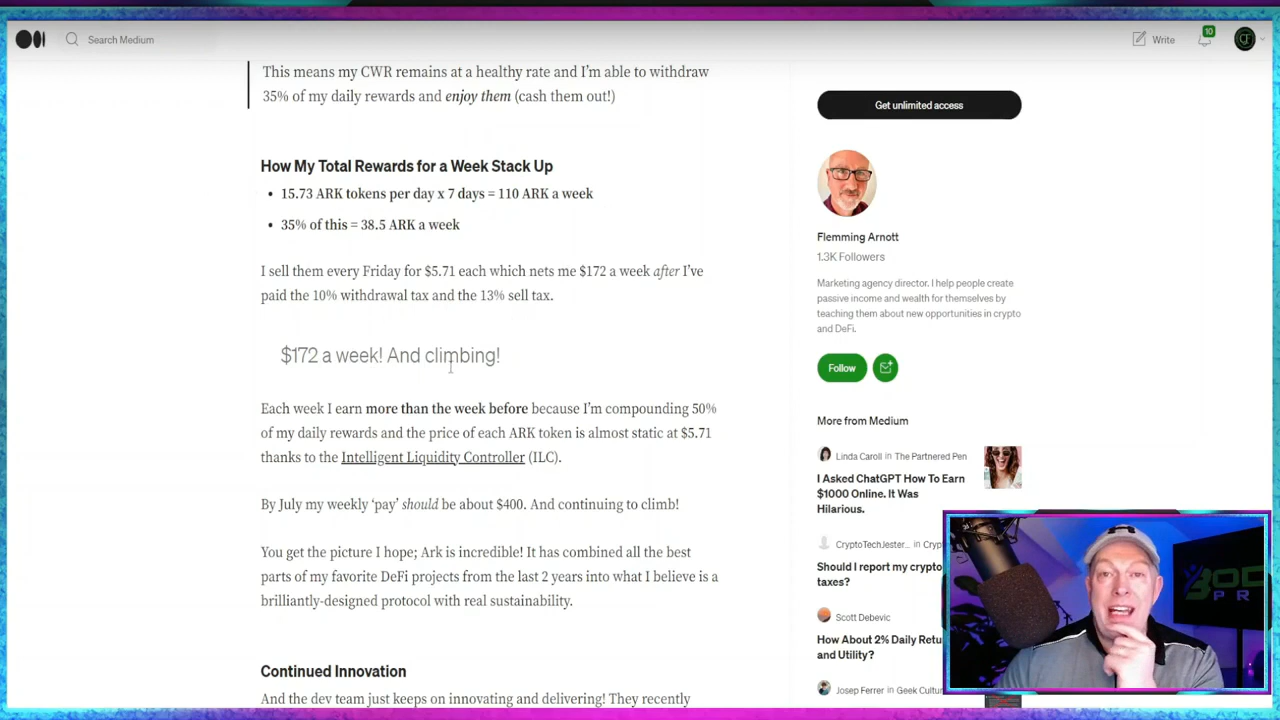 Search Medium
Write
10
This means my CWR remains at a healthy rate and I'm able to withdraw
35% of my daily rewards and enjoy them (cash them out!)
How My Total Rewards for a Week Stack Up
• 15.73 ARK tokens per day x 7 days = 110 ARK a week
• 35% of this = 38.5 ARK a week
I sell them every Friday for $5.71 each which nets me $172 a week after I've
paid the 10% withdrawal tax and the 13% sell tax.
$172 a week! And climbing!
Each week I earn more than the week before because I'm compounding 50%
of my daily rewards and the price of each ARK token is almost static at $5.71
thanks to the Intelligent Liquidity Controller (ILC).
By July my weekly 'pay' should be about $400. And continuing to climb!
You get the picture I hope; Ark is incredible! It has combined all the best
parts of my favorite DeFi projects from the last 2 years into what I believe is a
brilliantly-designed protocol with real sustainability.
Continued Innovation
And the dev team just keeps on innovating and delivering! They recently
Get unlimited access
Flemming Arnott
1.3K Followers
Marketing agency director. I help people create
passive income and wealth for themselves by
teaching them about new opportunities in crypto
and DeFi.
Follow
More from Medium
Linda Caroll in The Partnered Pen
I Asked ChatGPT How To Earn
$1000 Online. It Was
Hilarious.
CryptoTechJester... in Cryp
Should I report my crypto
taxes?
Scott Debevic
How About 2% Daily Retu
and Utility?
Josep Ferrer in Geek Cultur